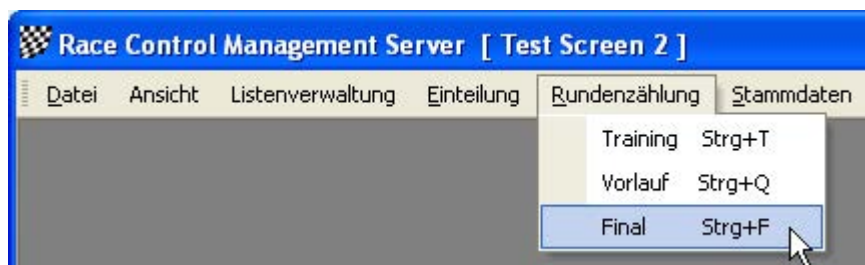 Race Control Management Server [ Test Screen 2 ]
Datei Ansicht Listenverwaltung Einteilung Rundenzählung Stammdaten
Training Strg+T
Vorlauf Strg+Q
Final Strg+F